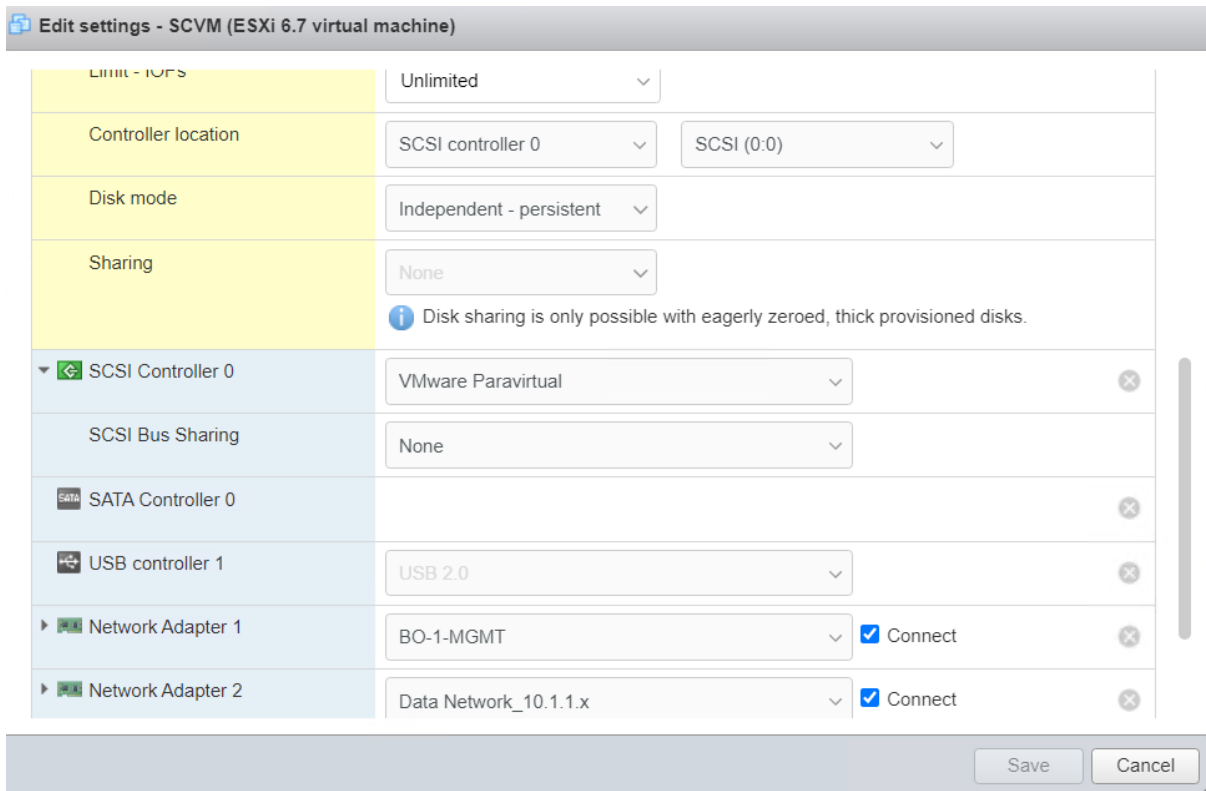 Edit settings - SCVM (ESXi 6.7 virtual machine)
Limit - IOPs
Unlimited
Controller location
SCSI controller 0
SCSI (0:0)
Disk mode
Independent - persistent
Sharing
None
Disk sharing is only possible with eagerly zeroed, thick provisioned disks.
SCSI Controller 0
VMware Paravirtual
SCSI Bus Sharing
None
SATA
SATA Controller 0
USB controller 1
USB 2.0
Network Adapter 1
BO-1-MGMT
Connect
Network Adapter 2
Data Network_10.1.1.x
Connect
Save
Cancel